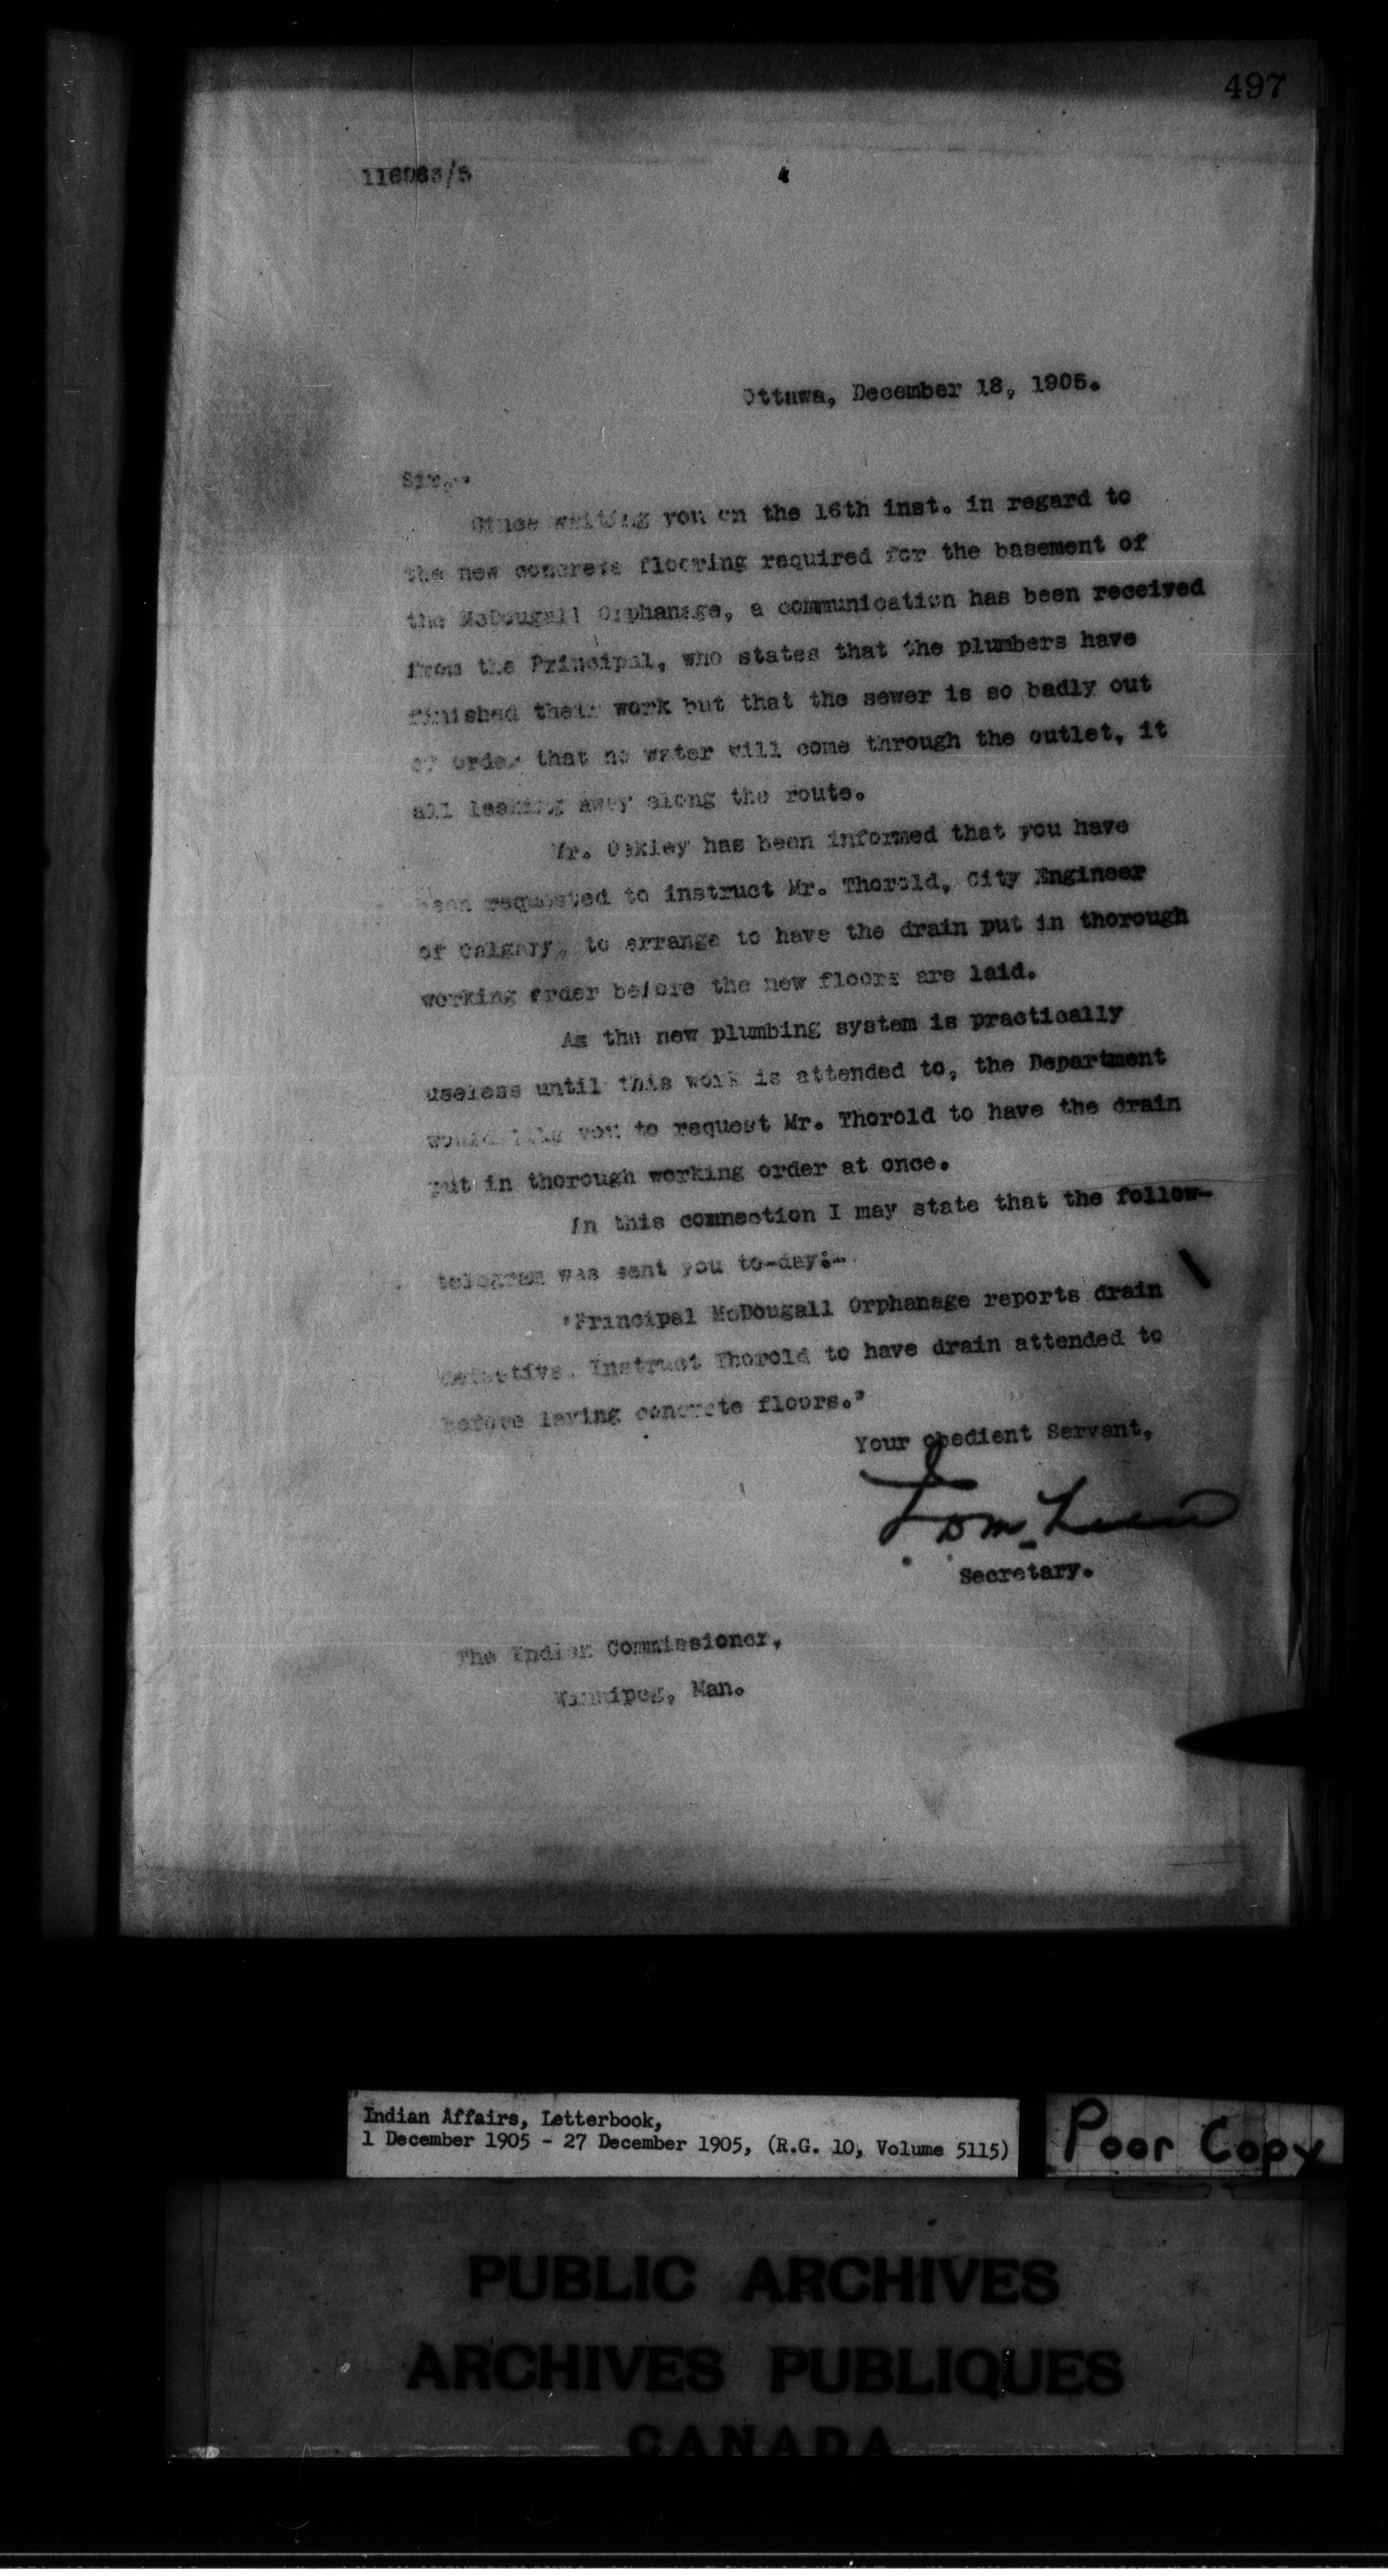 497
116963/5
Ottawa, December 18, 1905.
Sir,-
Since writing you on the 16th inst. in regard to
the new concrete flooring required for the basement of
the McDougall Orphanage, a communication has been received
from the Principal, who states that the plumbers have
finished their work but that the sewer is so badly out
of order that no water will come through the outlet, it
all leaking away along the route.
Mr. Oakley has been informed that you have
been requested to instruct Mr. Thorold, City Engineer
of Calgary, to arrange to have the drain put in thorough
working order before the new floors are laid.
As the new plumbing system is practically
useless until this work is attended to, the Department
would like you to request Mr. Thorold to have the drain
put in thorough working order at once.
In this connection I may state that the follow-
telegram was sent you to-day:-
"Principal McDougall Orphanage reports drain
defective. Instruct Thorold to have drain attended to
before laying concrete floors."
Your obedient Servant,
Secretary.
The Indian Commissioner,
Winnipeg, Man.
Indian Affairs, Letterbook,
1 December 1905 - 27 December 1905, (R.G. 10, Volume 5115)
Poor Copy
PUBLIC ARCHIVES
ARCHIVES PUBLIQUES
CANADA